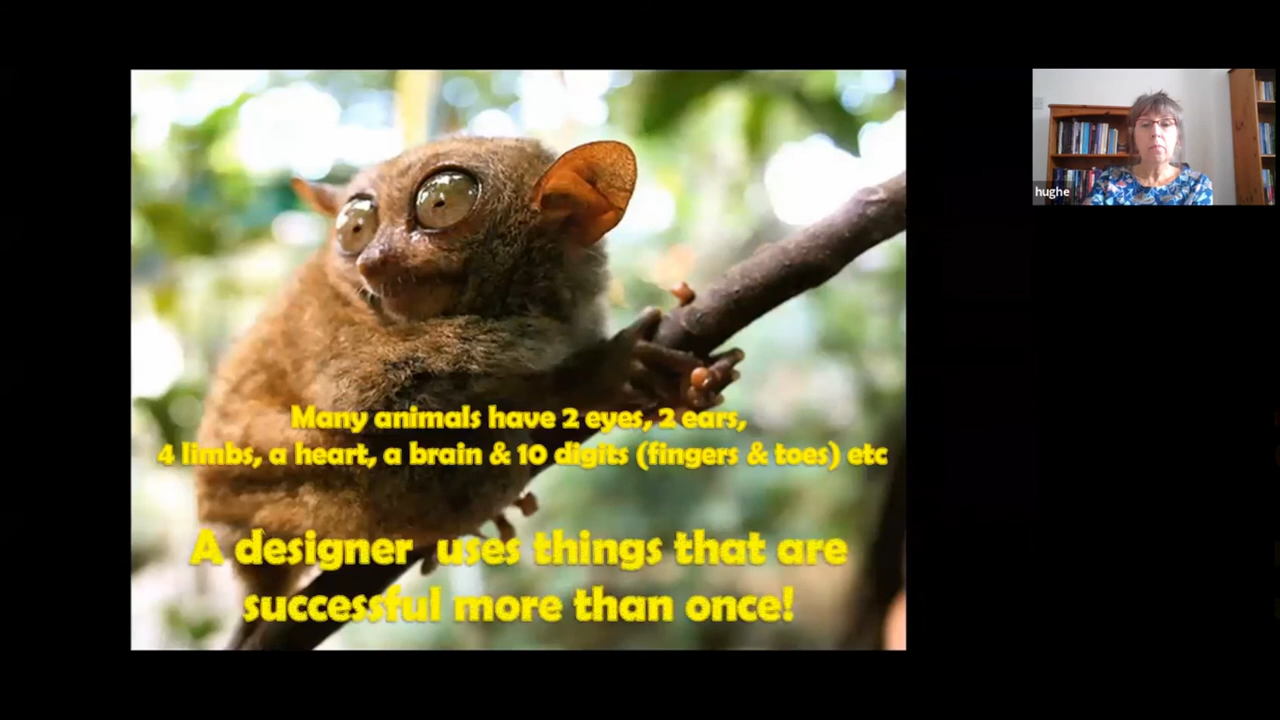 Many animals have 2 eyes, 2 ears,
4 limbs, a heart, a brain & 10 digits (fingers & toes) etc
A designer uses things that are
successful more than once!
hughe